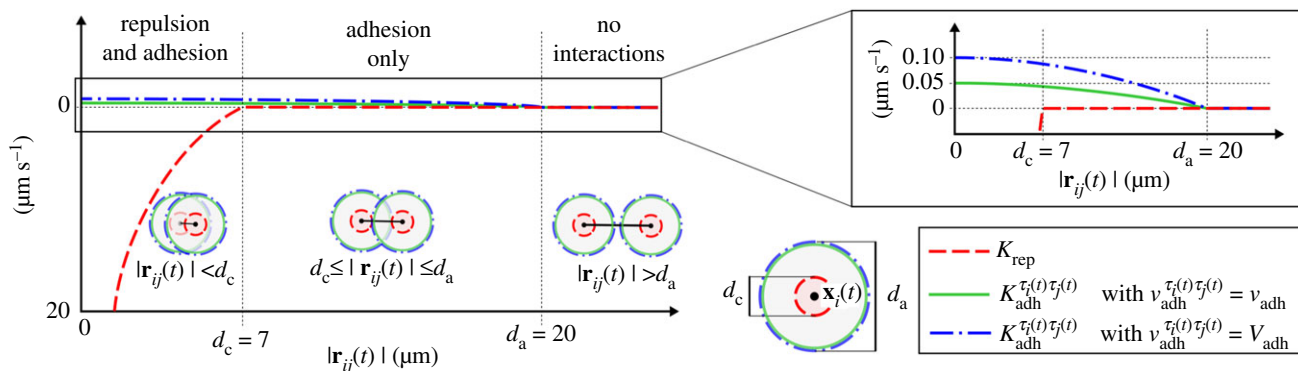 repulsion
and adhesion
adhesion
only
no
interactions
0
(µm s⁻¹)
20
|r_ij(t)| < d_c
d_c ≤ |r_ij(t)| ≤ d_a
|r_ij(t)| > d_a
0
d_c = 7
d_a = 20
|r_ij(t)| (µm)
(µm s⁻¹)
0.10
0.05
0
0
d_c = 7
d_a = 20
|r_ij(t)| (µm)
d_c
x_i(t)
d_a
K_rep
K_adh^τ_i(t)τ_j(t) with v_adh^τ_i(t)τ_j(t) = v_adh
K_adh^τ_i(t)τ_j(t) with v_adh^τ_i(t)τ_j(t) = V_adh